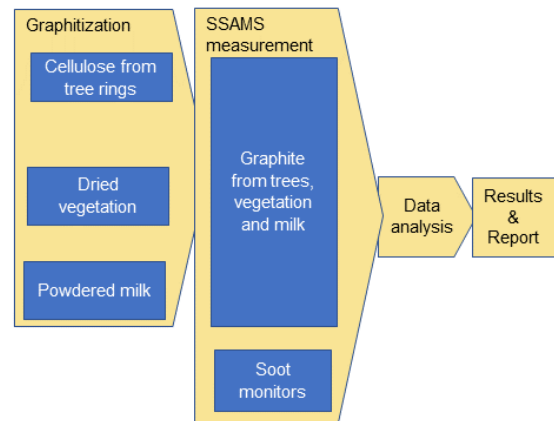 Graphitization
Cellulose from
tree rings
Dried
vegetation
Powdered milk
SSAMS
measurement
Graphite
from trees,
vegetation
and milk
Soot
monitors
Data
analysis
Results
&
Report